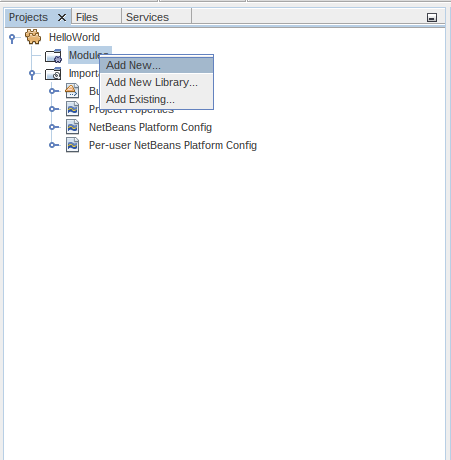 Projects Files Services
HelloWorld
Modules
Add New...
Import
Add New Library...
Bu
Add Existing...
Project Properties
NetBeans Platform Config
Per-user NetBeans Platform Config